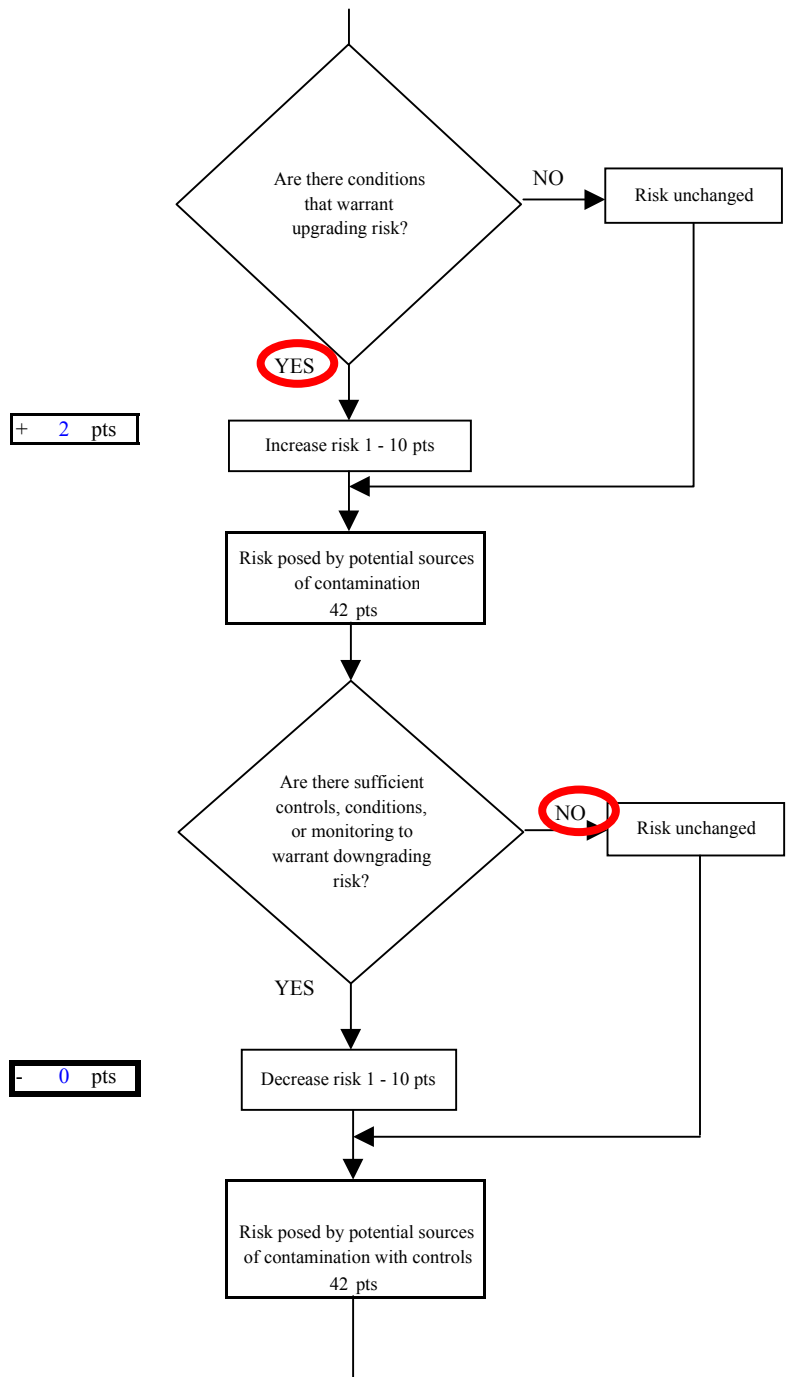 Are there conditions
that warrant
upgrading risk?
NO
Risk unchanged
YES
+ 2 pts
Increase risk 1 - 10 pts
Risk posed by potential sources
of contamination
42 pts
Are there sufficient
controls, conditions,
or monitoring to
warrant downgrading
risk?
NO
Risk unchanged
YES
- 0 pts
Decrease risk 1 - 10 pts
Risk posed by potential sources
of contamination with controls
42 pts